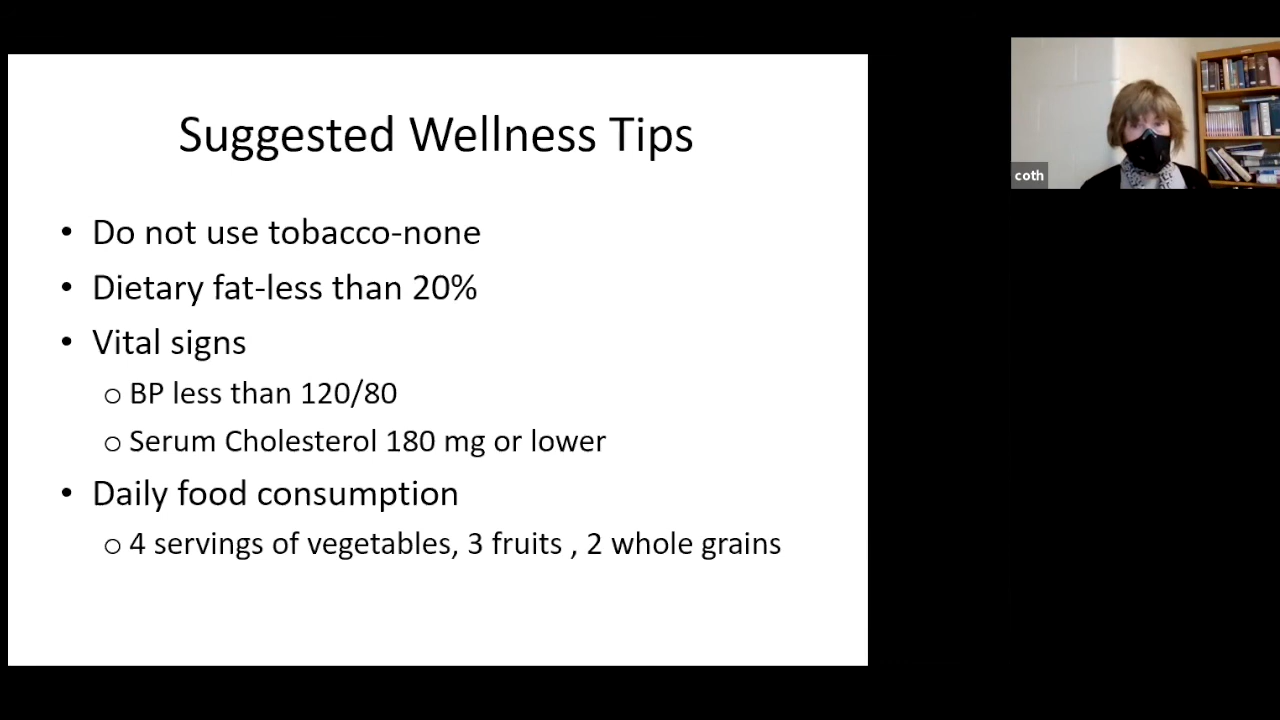 Suggested Wellness Tips
• Do not use tobacco-none
• Dietary fat-less than 20%
• Vital signs
o BP less than 120/80
o Serum Cholesterol 180 mg or lower
• Daily food consumption
o 4 servings of vegetables, 3 fruits , 2 whole grains
coth